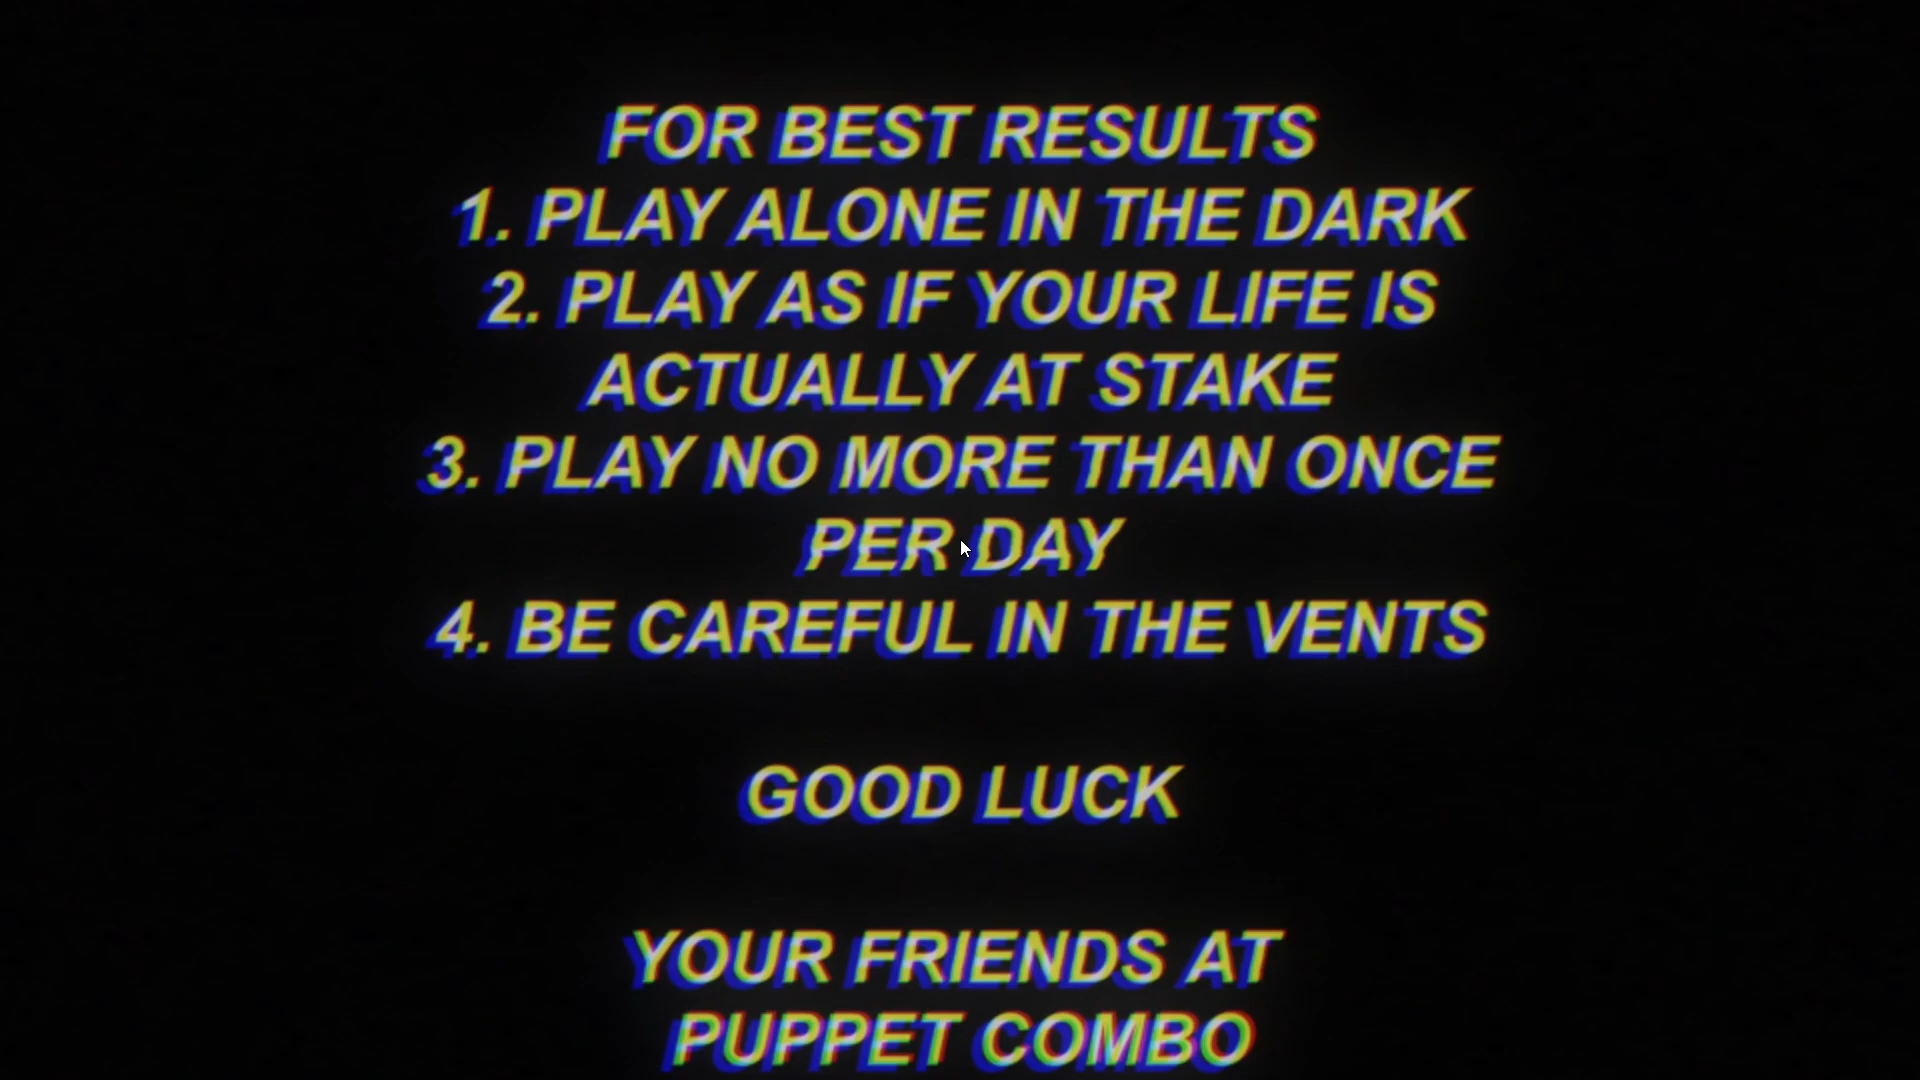 FOR BEST RESULTS
1. PLAY ALONE IN THE DARK
2. PLAY AS IF YOUR LIFE IS
ACTUALLY AT STAKE
3. PLAY NO MORE THAN ONCE
PER DAY
4. BE CAREFUL IN THE VENTS
GOOD LUCK
YOUR FRIENDS AT
PUPPET COMBO